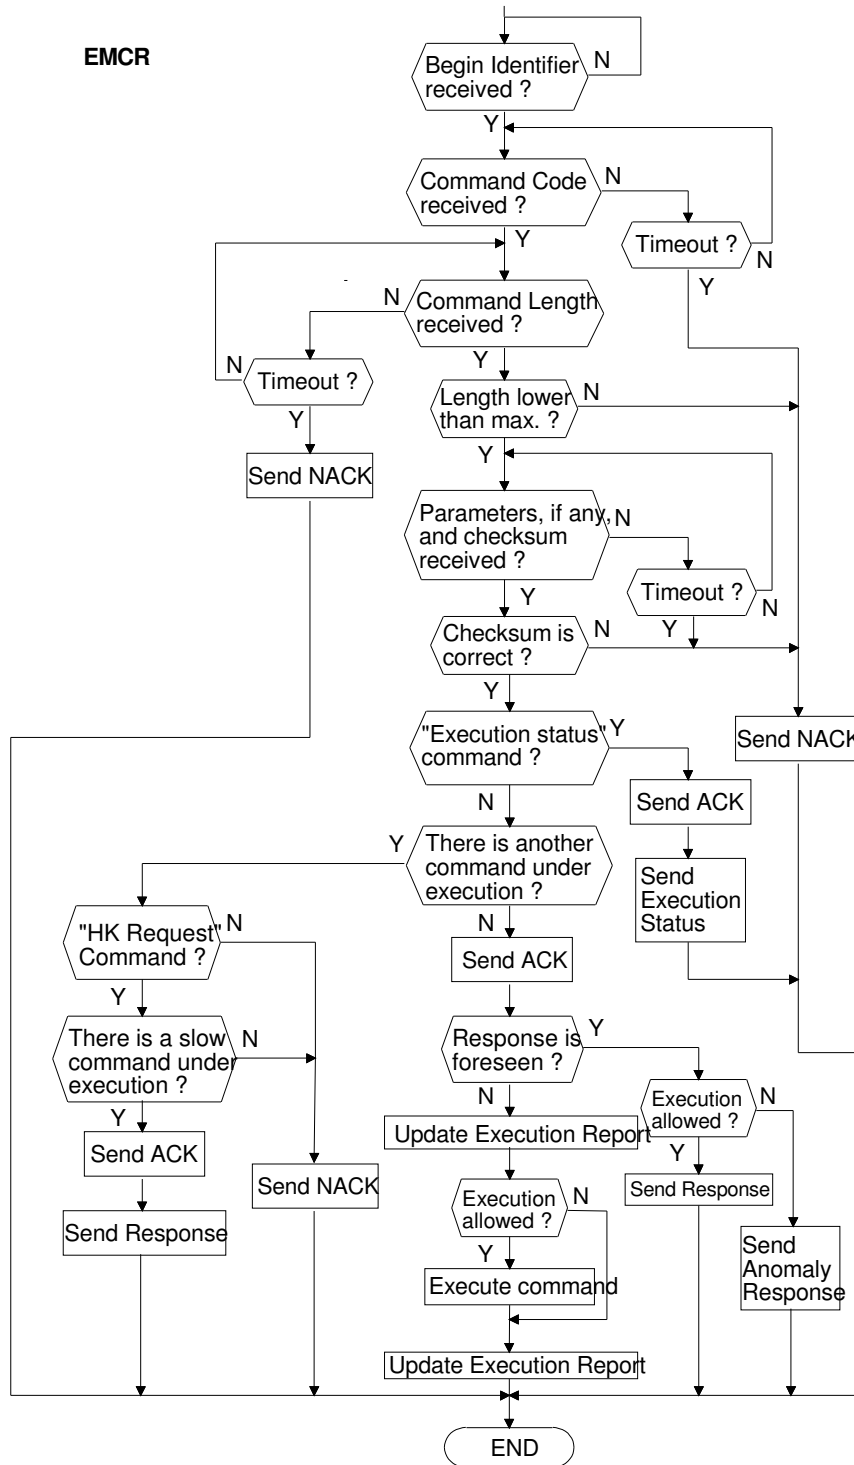 EMCR
N
Begin Identifier
received ?
Y
Command Code
received ?
N
Y
Timeout ?
N
Y
N
Command Length
received ?
Y
N
Timeout ?
Y
Send NACK
Length lower
than max. ?
N
Y
Parameters, if any,
and checksum
received ?
N
Timeout ?
N
Y
Y
Checksum is
correct ?
N
Y
"Execution status"
command ?
Y
N
Send NACK
Send ACK
Send
Execution
Status
Y
There is another
command under
execution ?
N
Send ACK
"HK Request"
Command ?
N
Y
There is a slow
command under
execution ?
N
Y
Send ACK
Send Response
Send NACK
Response is
foreseen ?
Y
N
Update Execution Report
Execution
allowed ?
N
Y
Execute command
Update Execution Report
Execution
allowed ?
N
Y
Send Response
Send
Anomaly
Response
END